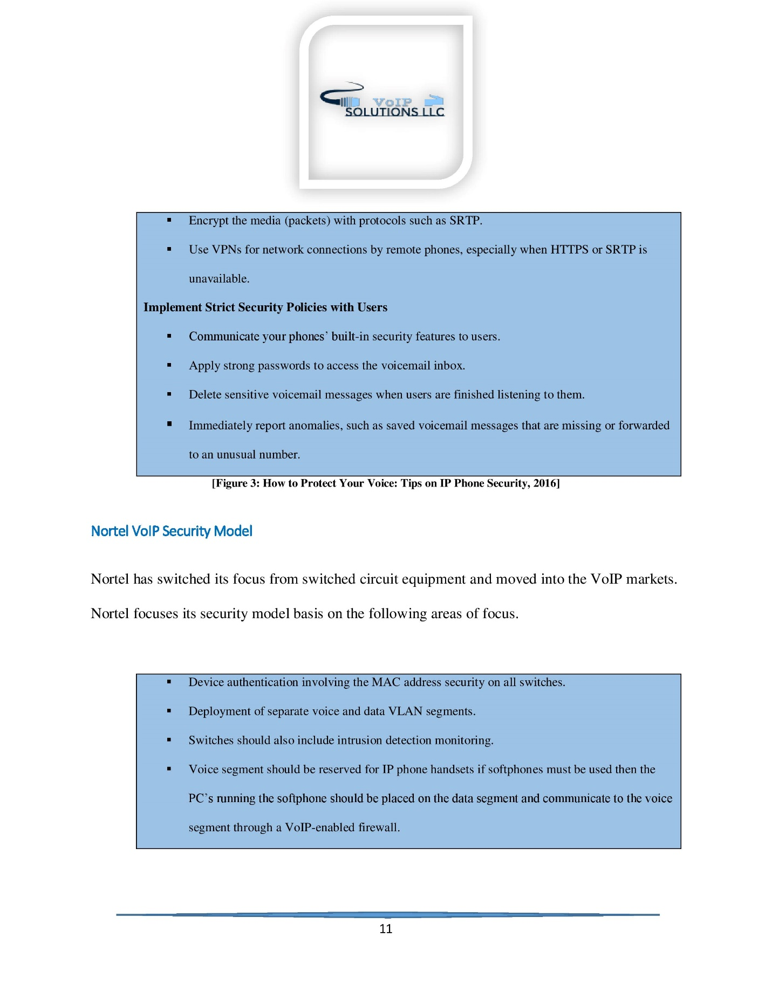 VoIP
SOLUTIONS LLC
▪ Encrypt the media (packets) with protocols such as SRTP.
▪ Use VPNs for network connections by remote phones, especially when HTTPS or SRTP is
unavailable.
Implement Strict Security Policies with Users
▪ Communicate your phones’ built-in security features to users.
▪ Apply strong passwords to access the voicemail inbox.
▪ Delete sensitive voicemail messages when users are finished listening to them.
▪ Immediately report anomalies, such as saved voicemail messages that are missing or forwarded
to an unusual number.
[Figure 3: How to Protect Your Voice: Tips on IP Phone Security, 2016]
Nortel VoIP Security Model
Nortel has switched its focus from switched circuit equipment and moved into the VoIP markets.
Nortel focuses its security model basis on the following areas of focus.
▪ Device authentication involving the MAC address security on all switches.
▪ Deployment of separate voice and data VLAN segments.
▪ Switches should also include intrusion detection monitoring.
▪ Voice segment should be reserved for IP phone handsets if softphones must be used then the
PC’s running the softphone should be placed on the data segment and communicate to the voice
segment through a VoIP-enabled firewall.
11